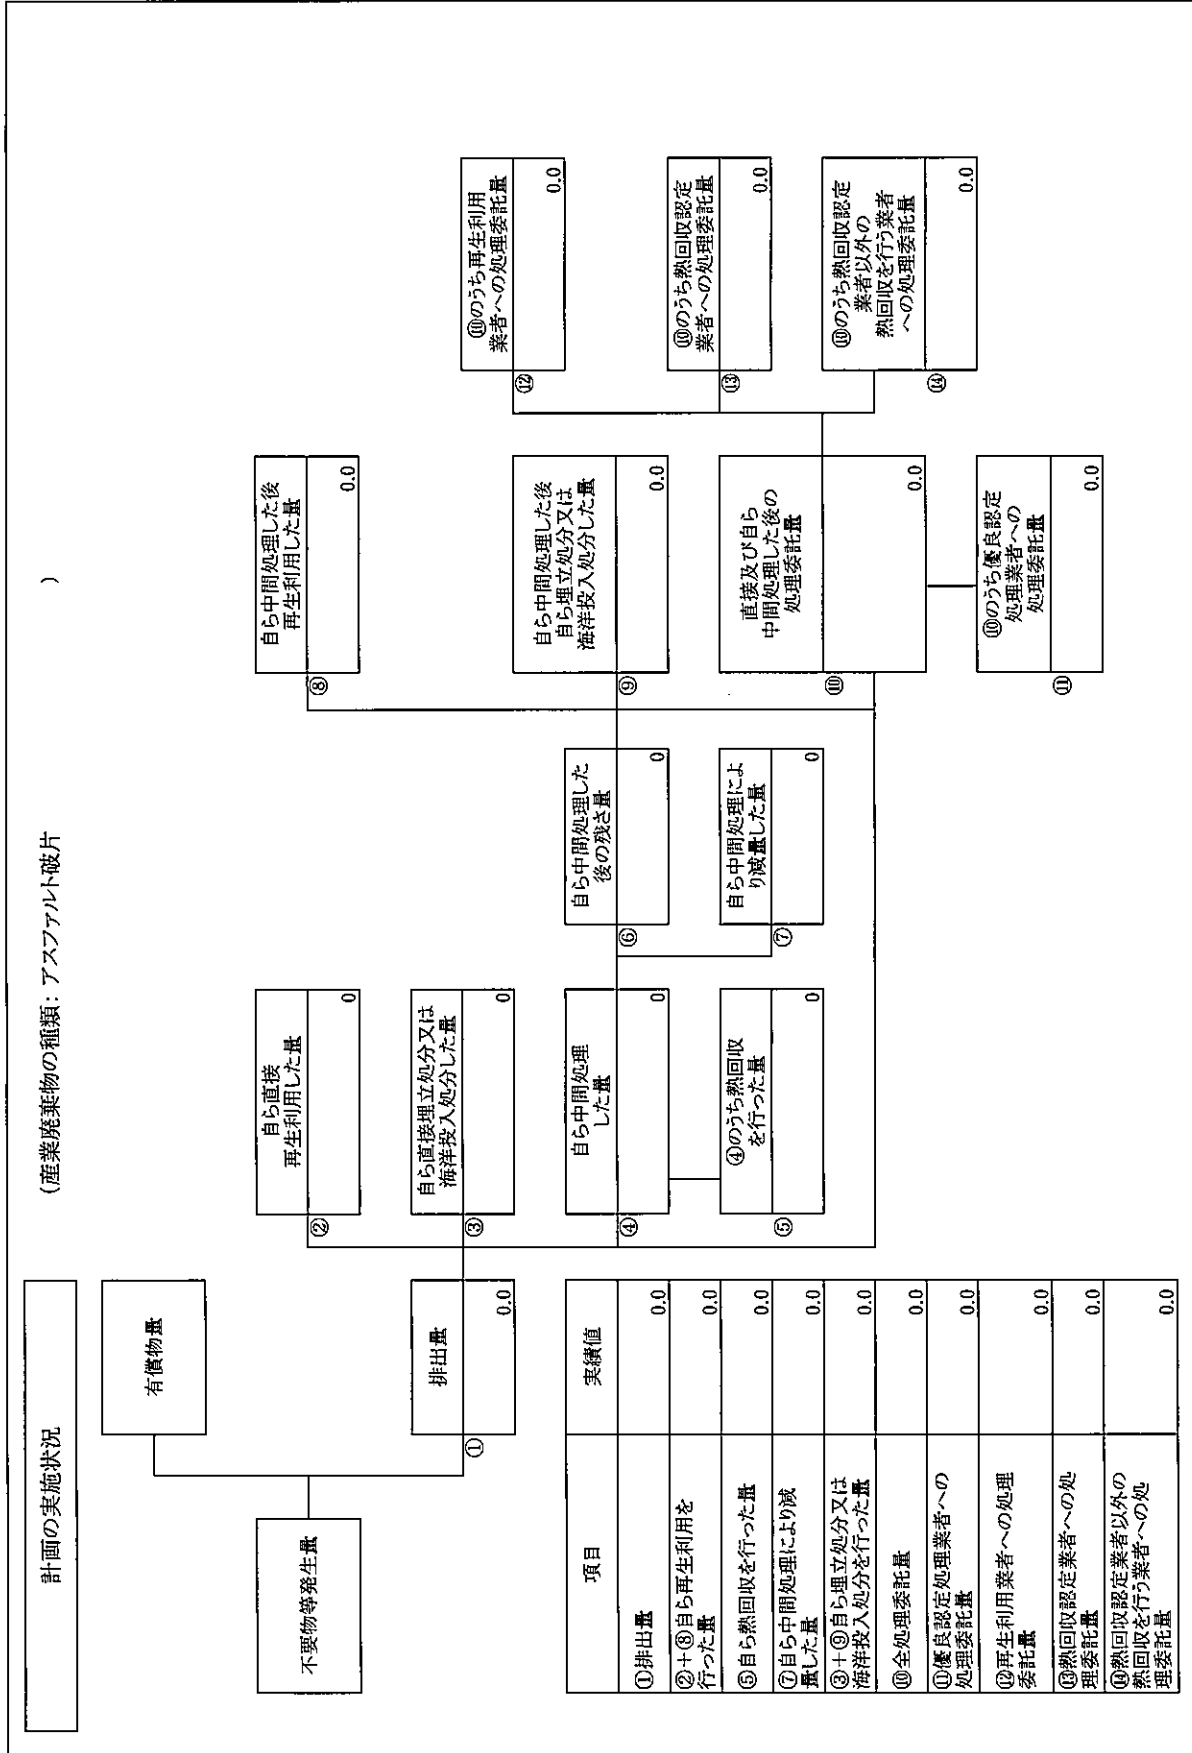 計画の実施状況
(産業廃棄物の種類: アスファルト破片 )
不要物等発生量
有償物量
排出量
①
0.0
自ら直接
再生利用した量
②
0
自ら直接埋立処分又は
海洋投入処分した量
③
0
自ら中間処理
した量
④
0
④のうち熱回収
を行った量
⑤
0
自ら中間処理した
後の残さ量
⑥
0
自ら中間処理によ
り減量した量
⑦
0
自ら中間処理した後
再生利用した量
⑧
0.0
自ら中間処理した後
自ら埋立処分又は
海洋投入処分した量
⑨
0.0
直接及び自ら
中間処理した後の
処理委託量
⑩
0.0
⑩のうち優良認定
処理業者への
処理委託量
⑪
0.0
⑩のうち再生利用
業者への処理委託量
⑫
0.0
⑩のうち熱回収認定
業者への処理委託量
⑬
0.0
⑩のうち熱回収認定
業者以外の
熱回収を行う業者
への処理委託量
⑭
0.0
項目 実績値
①排出量 0.0
②+⑧自ら再生利用を
行った量 0.0
⑤自ら熱回収を行った量 0.0
⑦自ら中間処理により減
量した量 0.0
③+⑨自ら埋立処分又は
海洋投入処分を行った量 0.0
⑩全処理委託量 0.0
⑪優良認定処理業者への
処理委託量 0.0
⑫再生利用業者への処理
委託量 0.0
⑬熱回収認定業者への処
理委託量 0.0
⑭熱回収認定業者以外の
熱回収を行う業者への処
理委託量 0.0